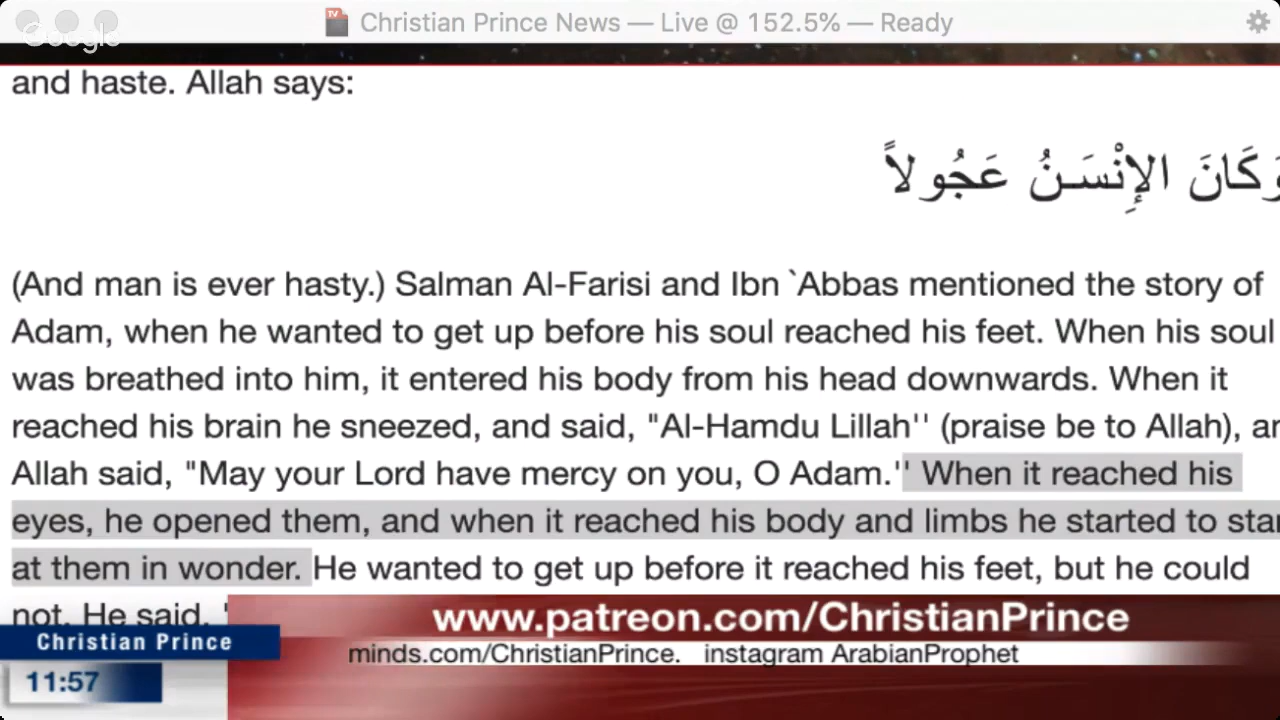 Google
TV
Christian Prince News — Live @ 152.5% — Ready
and haste. Allah says:
وَكَانَ الإِنْسَـنُ عَجُولاً
(And man is ever hasty.) Salman Al-Farisi and Ibn `Abbas mentioned the story of
Adam, when he wanted to get up before his soul reached his feet. When his soul
was breathed into him, it entered his body from his head downwards. When it
reached his brain he sneezed, and said, "Al-Hamdu Lillah'' (praise be to Allah),
Allah said, "May your Lord have mercy on you, O Adam.'' When it reached his
eyes, he opened them, and when it reached his body and limbs he started to
at them in wonder. He wanted to get up before it reached his feet, but he could
not. He said, "
www.patreon.com/ChristianPrince
Christian Prince
minds.com/ChristianPrince. instagram ArabianProphet
11:57